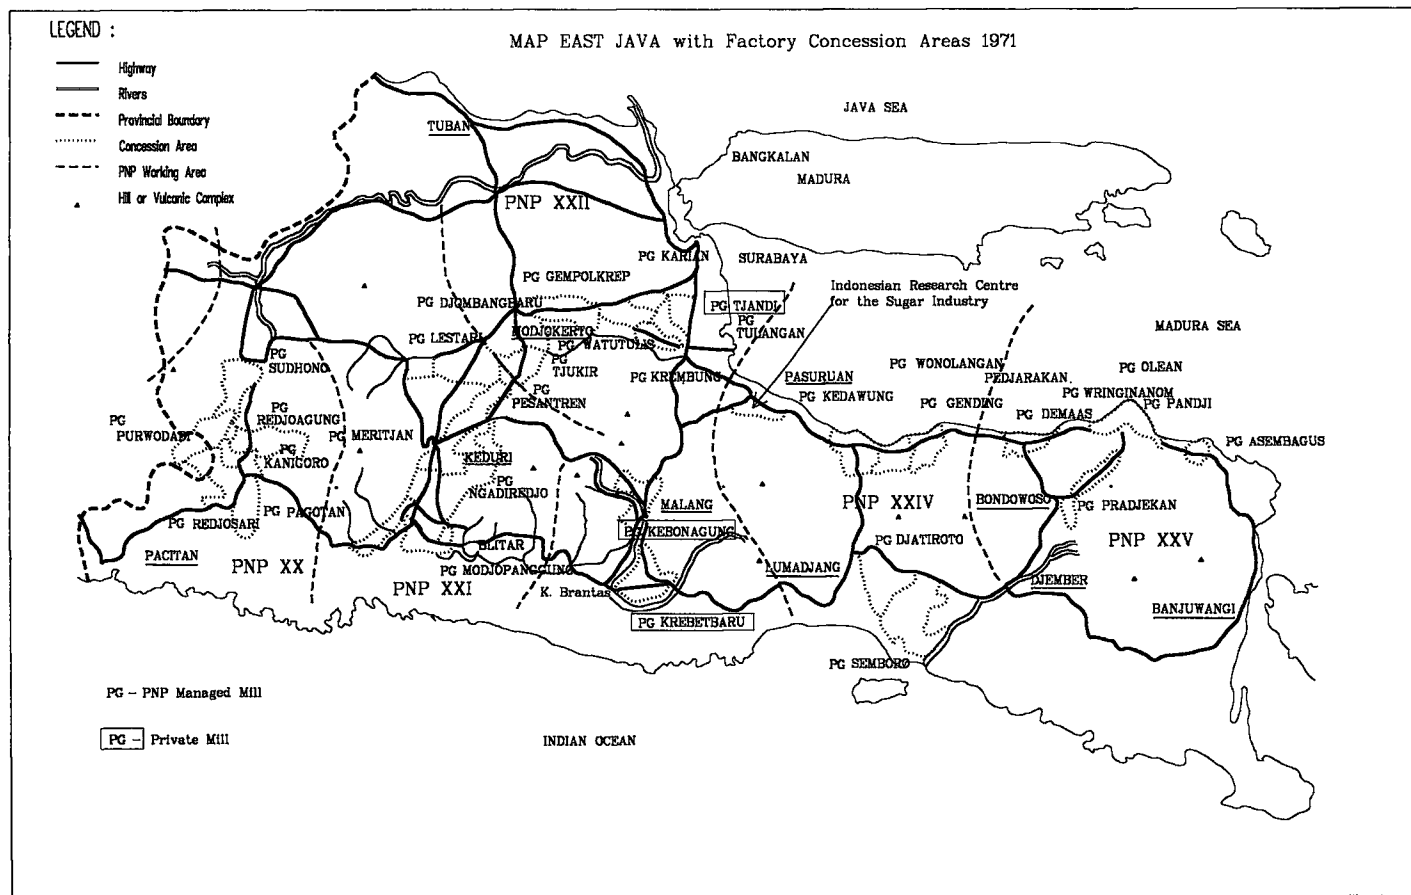 LEGEND :
MAP EAST JAVA with Factory Concession Areas 1971
Highway
Rivers
Provincial Boundary
Concession Area
PNP Working Area
Hill or Vulcanic Complex
JAVA SEA
TUBAN
BANGKALAN
MADURA
PNP XXII
PG KARIAN
SURABAYA
PG GEMPOLKREP
Indonesian Research Centre
for the Sugar Industry
PG DJOMBANGBARU
PG TJANDI
PG
TULANGAN
MADURA SEA
PG LESTARI
MODJOKERTO
PG WATUTULIS
PG
SUDHONO
PG
TJUKIR
PG KREMBUNG
PASURUAN
PG WONOLANGAN
PG OLEAN
PEDJARAKAN
PG KEDAWUNG
PG WRINGINANOM
PG
PESANTREN
PG GENDING
PG DEMAAS
PG PANDJI
PG
REDJOAGUNG
PG
PURWODADI
PG MERITJAN
PG ASEMBAGUS
PG
KANIGORO
KEDURI
PG
NGADIREDJO
PNP XXIV
BONDOWOSO
MALANG
PG PRADJEKAN
PG REDJOSARI
PG PAGOTAN
PG KEBONAGUNG
PG DJATIROTO
PNP XXV
BLITAR
PACITAN
PNP XX
PG MODJOPANGGUNG
LUMADJANG
DJEMBER
PNP XXI
K. Brantas
BANJUWANGI
PG KREBETBARU
PG SEMBORO
PG - PNP Managed Mill
PG - Private Mill
INDIAN OCEAN